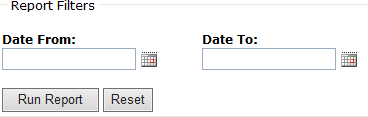 Report Filters
Date From: Date To:
Run Report Reset